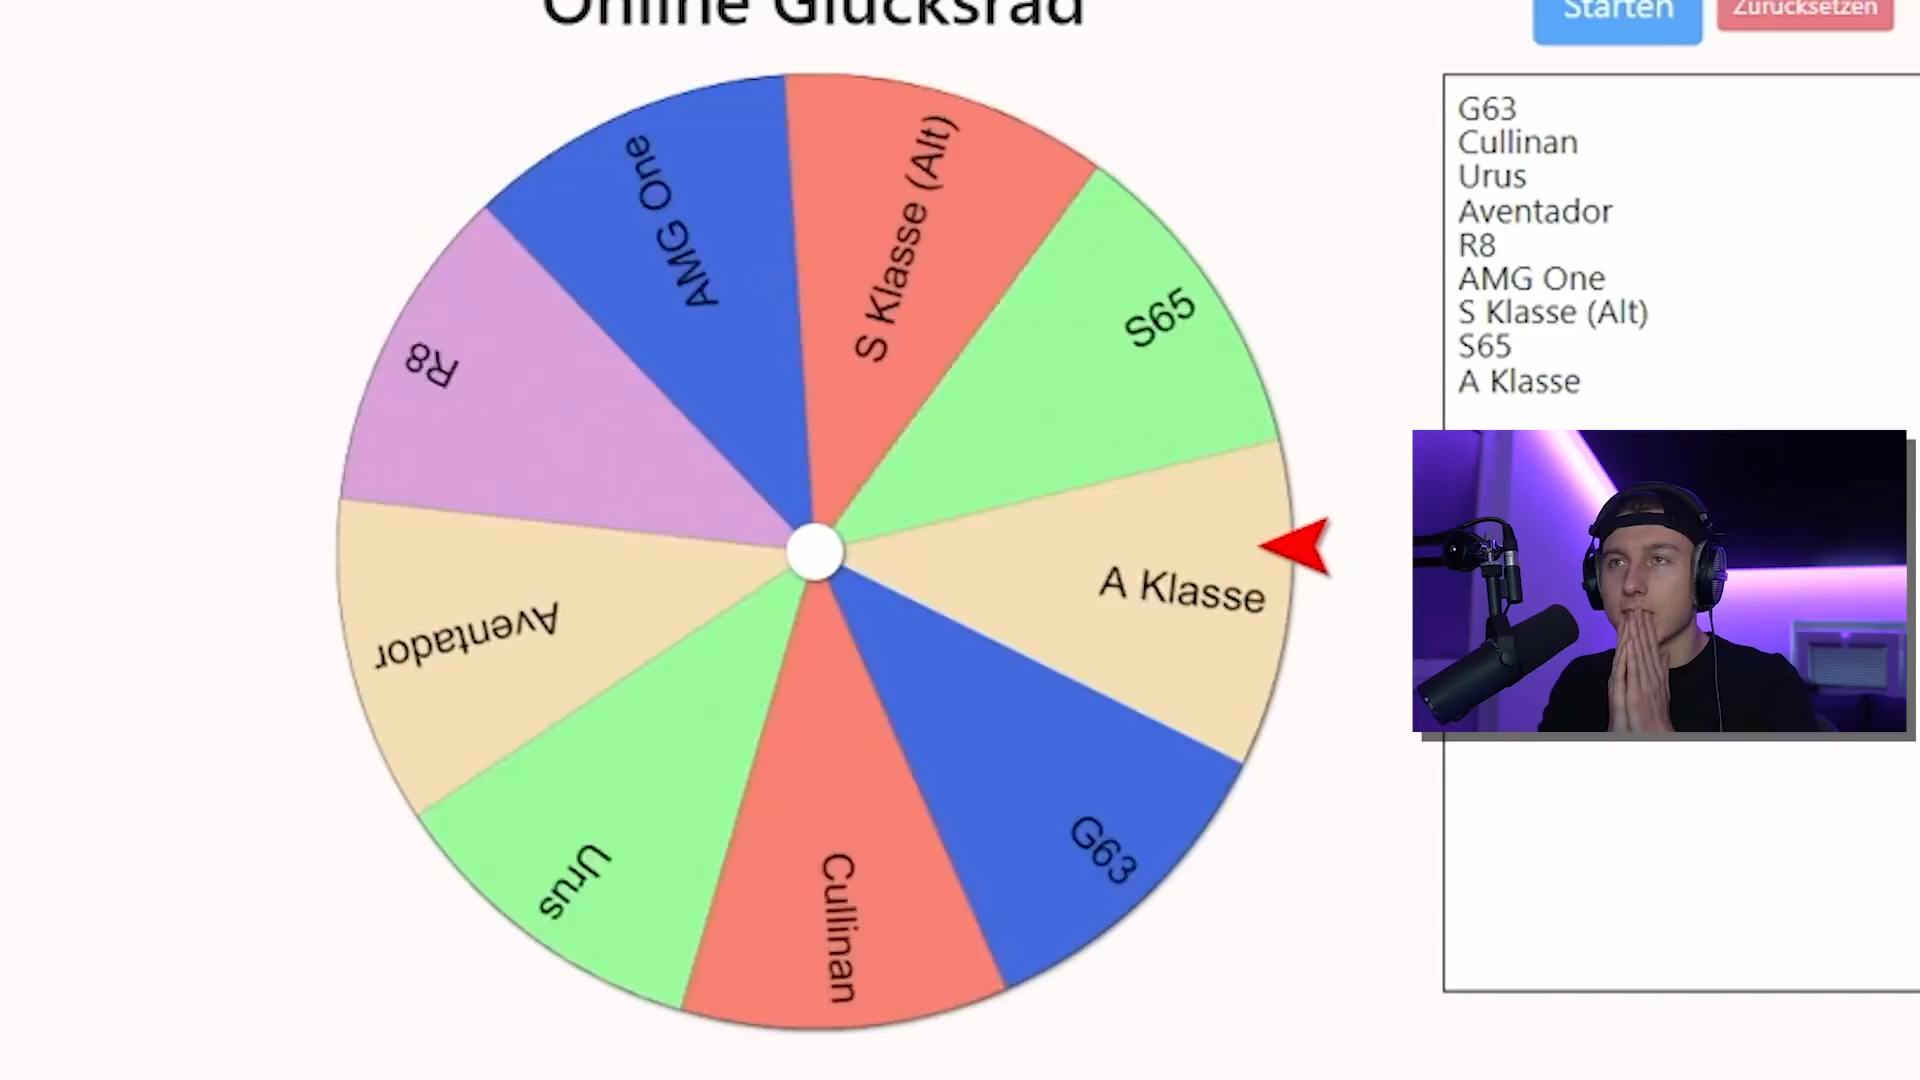 Online Glücksrad
Starten
Zurücksetzen
AMG One
S Klasse (Alt)
S65
R8
A Klasse
Aventador
G63
Urus
Cullinan
G63
Cullinan
Urus
Aventador
R8
AMG One
S Klasse (Alt)
S65
A Klasse